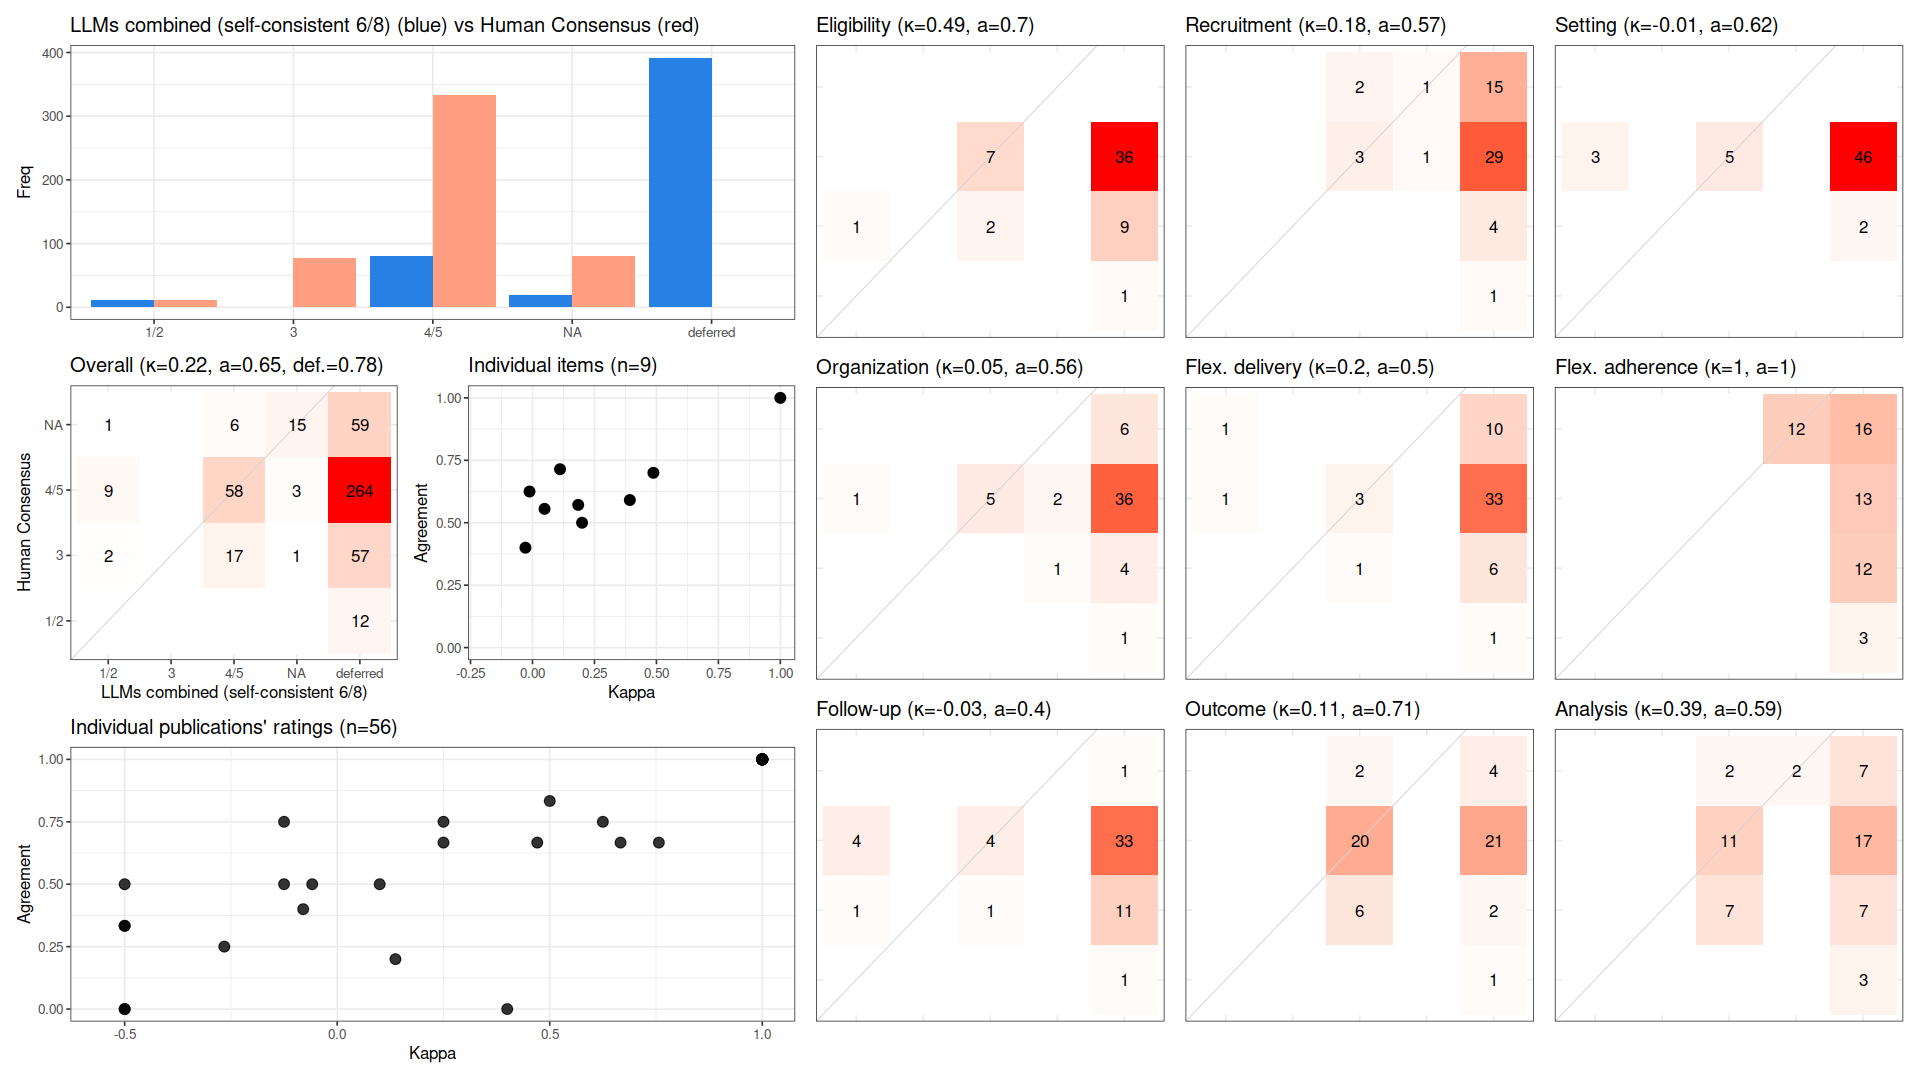 LLMs combined (self-consistent 6/8) (blue) vs Human Consensus (red)
Freq
400
300
200
100
0
1/2 3 4/5 NA deferred
Overall (κ=0.22, a=0.65, def.=0.78)
Human Consensus
NA 1 6 15 59
4/5 9 58 3 264
3 2 17 1 57
1/2 12
1/2 3 4/5 NA deferred
LLMs combined (self-consistent 6/8)
Individual items (n=9)
Agreement
1.00
0.75
0.50
0.25
0.00
-0.25 0.00 0.25 0.50 0.75 1.00
Kappa
Individual publications' ratings (n=56)
Agreement
1.00
0.75
0.50
0.25
0.00
-0.5 0.0 0.5 1.0
Kappa
Eligibility (κ=0.49, a=0.7)
7 36
1 2 9
1
Recruitment (κ=0.18, a=0.57)
2 1 15
3 1 29
4
1
Setting (κ=-0.01, a=0.62)
3 5 46
2
Organization (κ=0.05, a=0.56)
6
1 5 2 36
1 4
1
Flex. delivery (κ=0.2, a=0.5)
1 10
1 3 33
1 6
1
Flex. adherence (κ=1, a=1)
12 16
13
12
3
Follow-up (κ=-0.03, a=0.4)
1
4 4 33
1 1 11
1
Outcome (κ=0.11, a=0.71)
2 4
20 21
6 2
1
Analysis (κ=0.39, a=0.59)
2 2 7
11 17
7 7
3